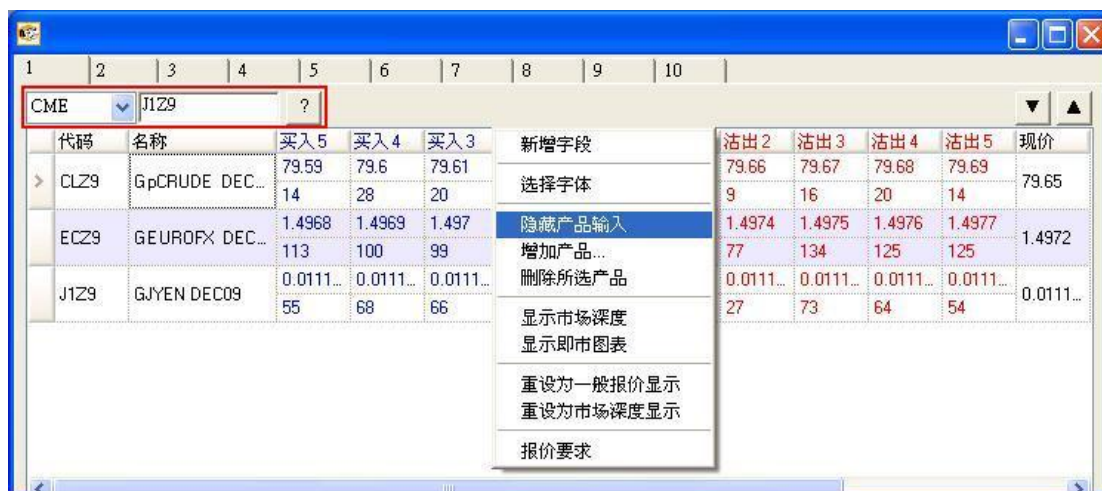 1 2 3 4 5 6 7 8 9 10
CME J1Z9 ?
代碼 名称 买入5 买入4 买入3 沽出2 沽出3 沽出4 沽出5 现价
CLZ9 GpCRUDE DEC... 79.59 79.6 79.61 79.66 79.67 79.68 79.69 79.65
14 28 20 9 16 20 14
ECZ9 GEUROFX DEC... 1.4968 1.4969 1.497 1.4974 1.4975 1.4976 1.4977 1.4972
113 100 99 77 134 125 125
J1Z9 GJYEN DEC09 0.0111... 0.0111... 0.0111... 0.0111... 0.0111... 0.0111... 0.0111... 0.0111...
55 68 66 27 73 64 54
新增字段
选择字体
隐藏产品输入
增加产品...
删除所选产品
显示市场深度
显示即市图表
重设为一般报价显示
重设为市场深度显示
报价要求